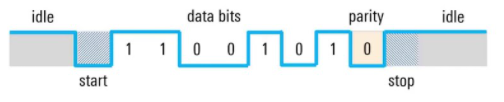 idle data bits parity idle
1 1 0 0 1 0 1 0
start stop